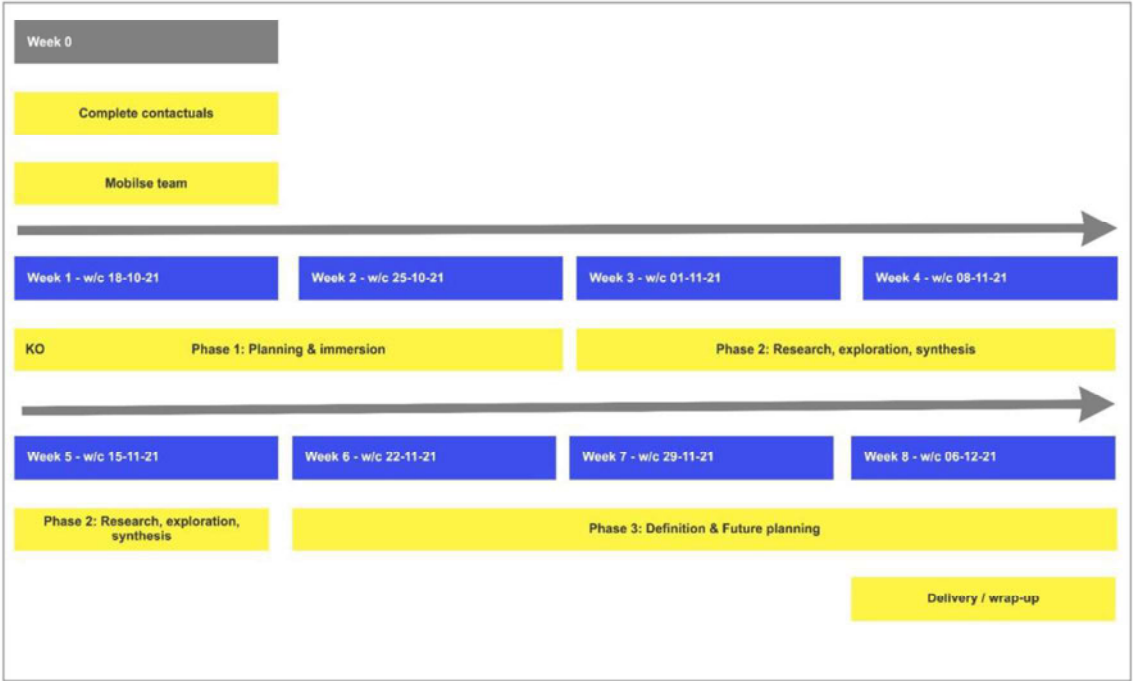 Week 0
Complete contactuals
Mobilse team
Week 1 - w/c 18-10-21
Week 2 - w/c 25-10-21
Week 3 - w/c 01-11-21
Week 4 - w/c 08-11-21
KO
Phase 1: Planning & immersion
Phase 2: Research, exploration, synthesis
Week 5 - w/c 15-11-21
Week 6 - w/c 22-11-21
Week 7 - w/c 29-11-21
Week 8 - w/c 06-12-21
Phase 2: Research, exploration,
synthesis
Phase 3: Definition & Future planning
Delivery / wrap-up